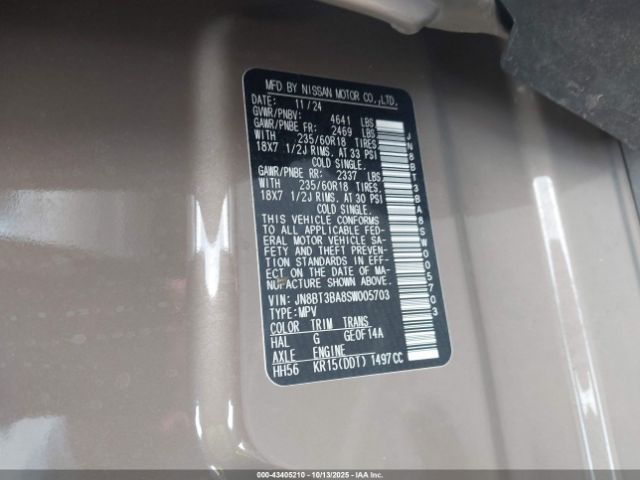 MFD BY NISSAN MOTOR CO.,LTD.
DATE: 11/24
GVWR/PNBV: 4641 LBS
GAWR/PNBE FR: 2469 LBS
WITH 235/60R18 TIRES,
18X7 1/2J RIMS, AT 33 PSI
COLD SINGLE.
GAWR/PNBE RR: 2337 LBS
WITH 235/60R18 TIRES,
18X7 1/2J RIMS, AT 30 PSI
COLD SINGLE.
THIS VEHICLE CONFORMS
TO ALL APPLICABLE FED-
ERAL MOTOR VEHICLE SA-
FETY AND THEFT PREVEN-
TION STANDARDS IN EFF-
ECT ON THE DATE OF MA-
NUFACTURE SHOWN ABOVE.
VIN: JN8BT3BA8SW005703
TYPE:MPV
COLOR TRIM TRANS
HAL G GE0F14A
AXLE ENGINE
HH56 KR15(DDT) 1497CC
JN8BT3BA8SW005703
000-43405210 - 10/13/2025 - IAAI.COM